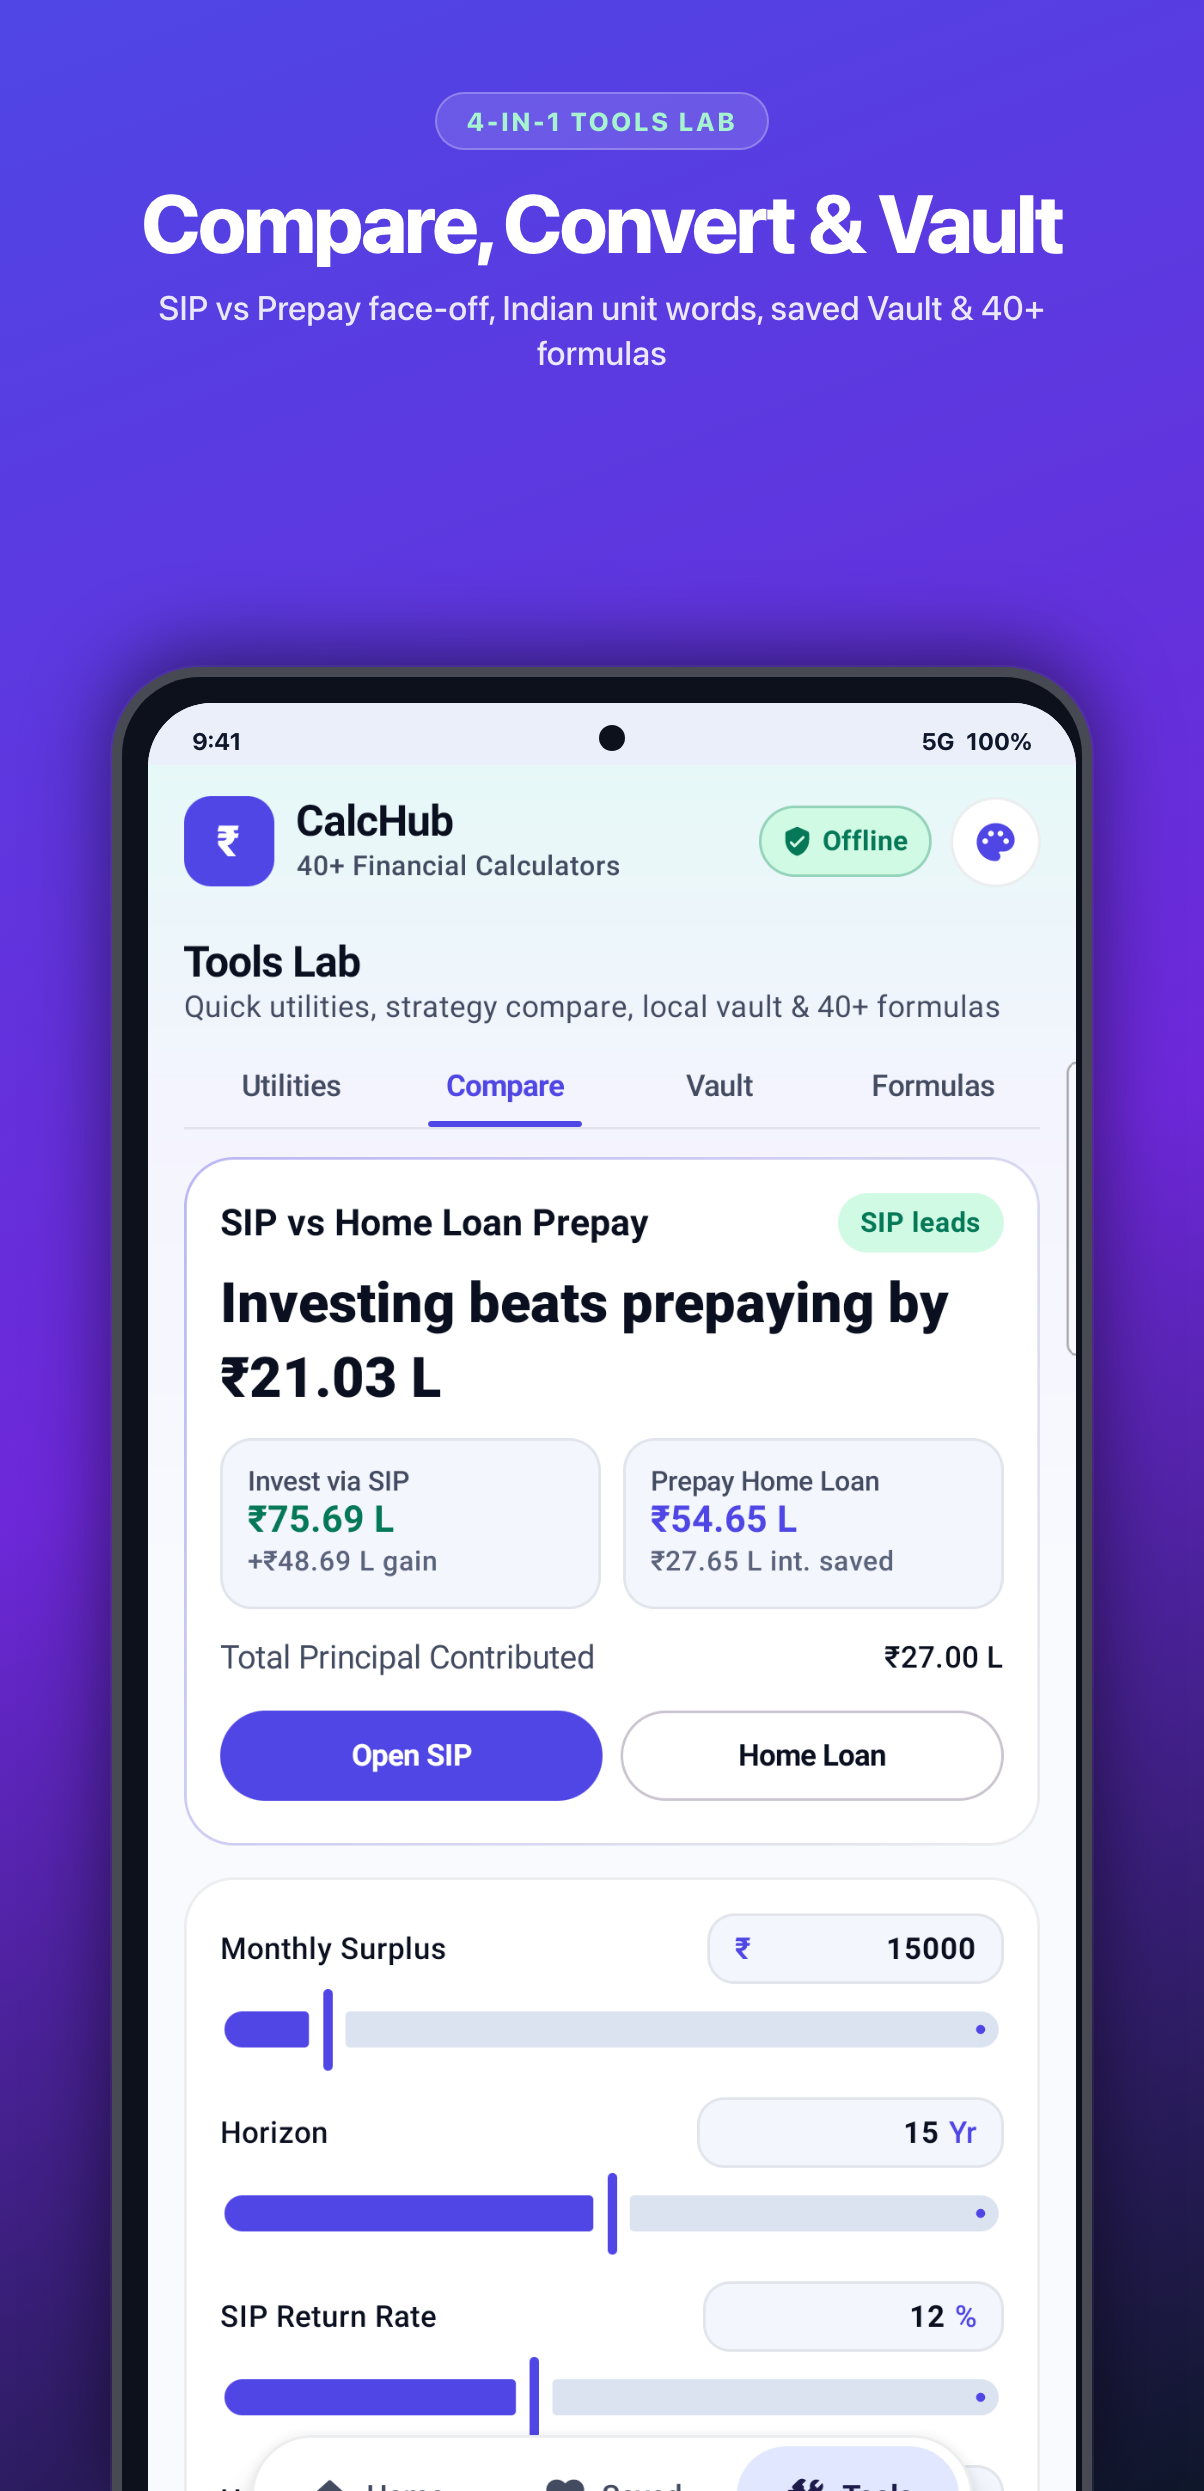 4-IN-1 TOOLS LAB
Compare, Convert & Vault
SIP vs Prepay face-off, Indian unit words, saved Vault & 40+
formulas
9:41
5G 100%
₹
CalcHub
40+ Financial Calculators
Offline
Tools Lab
Quick utilities, strategy compare, local vault & 40+ formulas
Utilities
Compare
Vault
Formulas
SIP vs Home Loan Prepay
SIP leads
Investing beats prepaying by
₹21.03 L
Invest via SIP
₹75.69 L
+₹48.69 L gain
Prepay Home Loan
₹54.65 L
₹27.65 L int. saved
Total Principal Contributed
₹27.00 L
Open SIP
Home Loan
Monthly Surplus
₹ 15000
Horizon
15 Yr
SIP Return Rate
12 %
Home
Saved
Tools